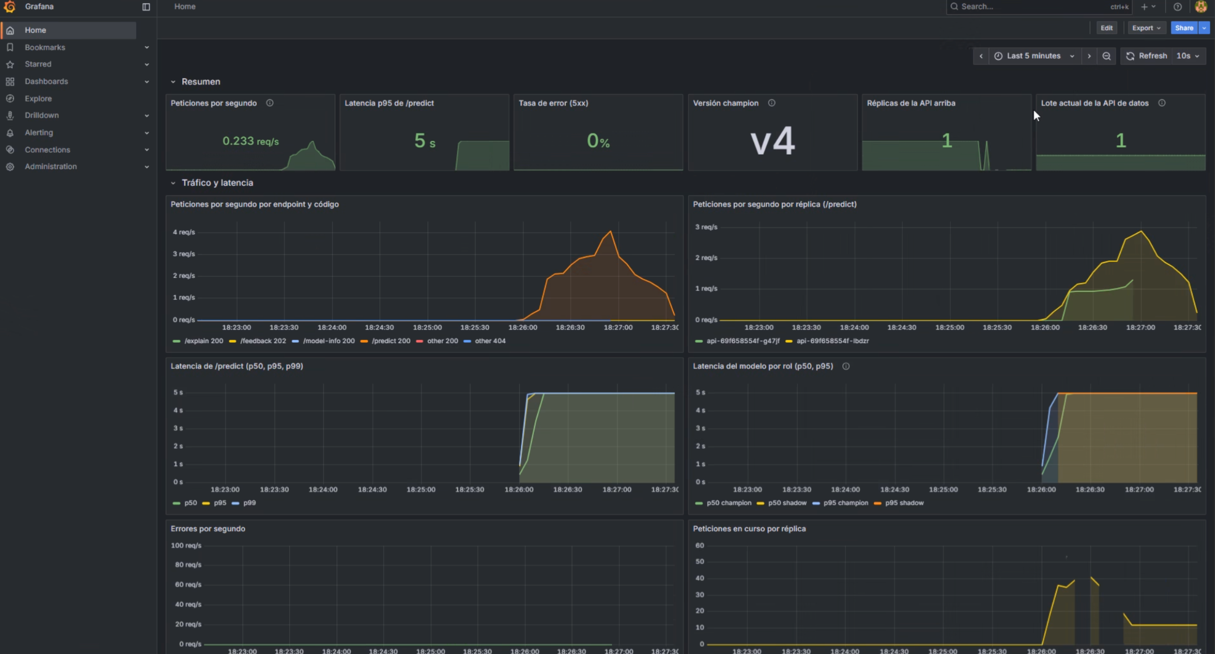 Grafana
Home
Search...
ctrl+k
Home
Bookmarks
Starred
Dashboards
Explore
Drilldown
Alerting
Connections
Administration
Edit
Export
Share
Last 5 minutes
Refresh
10s
Resumen
Peticiones por segundo
0.233 req/s
Latencia p95 de /predict
5 s
Tasa de error (5xx)
0%
Versión champion
v4
Réplicas de la API arriba
1
Lote actual de la API de datos
1
Tráfico y latencia
Peticiones por segundo por endpoint y código
4 req/s
3 req/s
2 req/s
1 req/s
0 req/s
18:23:00 18:23:30 18:24:00 18:24:30 18:25:00 18:25:30 18:26:00 18:26:30 18:27:00 18:27:30
/explain 200 /feedback 202 /model-info 200 /predict 200 other 200 other 404
Peticiones por segundo por réplica (/predict)
3 req/s
2 req/s
1 req/s
0 req/s
18:23:00 18:23:30 18:24:00 18:24:30 18:25:00 18:25:30 18:26:00 18:26:30 18:27:00 18:27:30
Latencia de /predict (p50, p95, p99)
5 s
4 s
3 s
2 s
1 s
0 s
18:23:00 18:23:30 18:24:00 18:24:30 18:25:00 18:25:30 18:26:00 18:26:30 18:27:00 18:27:30
p50 p95 p99
Latencia del modelo por rol (p50, p95)
5 s
4 s
3 s
2 s
1 s
0 s
18:23:00 18:23:30 18:24:00 18:24:30 18:25:00 18:25:30 18:26:00 18:26:30 18:27:00 18:27:30
p50 champion p50 shadow p95 champion p95 shadow
Errores por segundo
100 req/s
80 req/s
60 req/s
40 req/s
20 req/s
0 req/s
18:23:00 18:23:30 18:24:00 18:24:30 18:25:00 18:25:30 18:26:00 18:26:30 18:27:00 18:27:30
Peticiones en curso por réplica
60
50
40
30
20
10
0
18:23:00 18:23:30 18:24:00 18:24:30 18:25:00 18:25:30 18:26:00 18:26:30 18:27:00 18:27:30